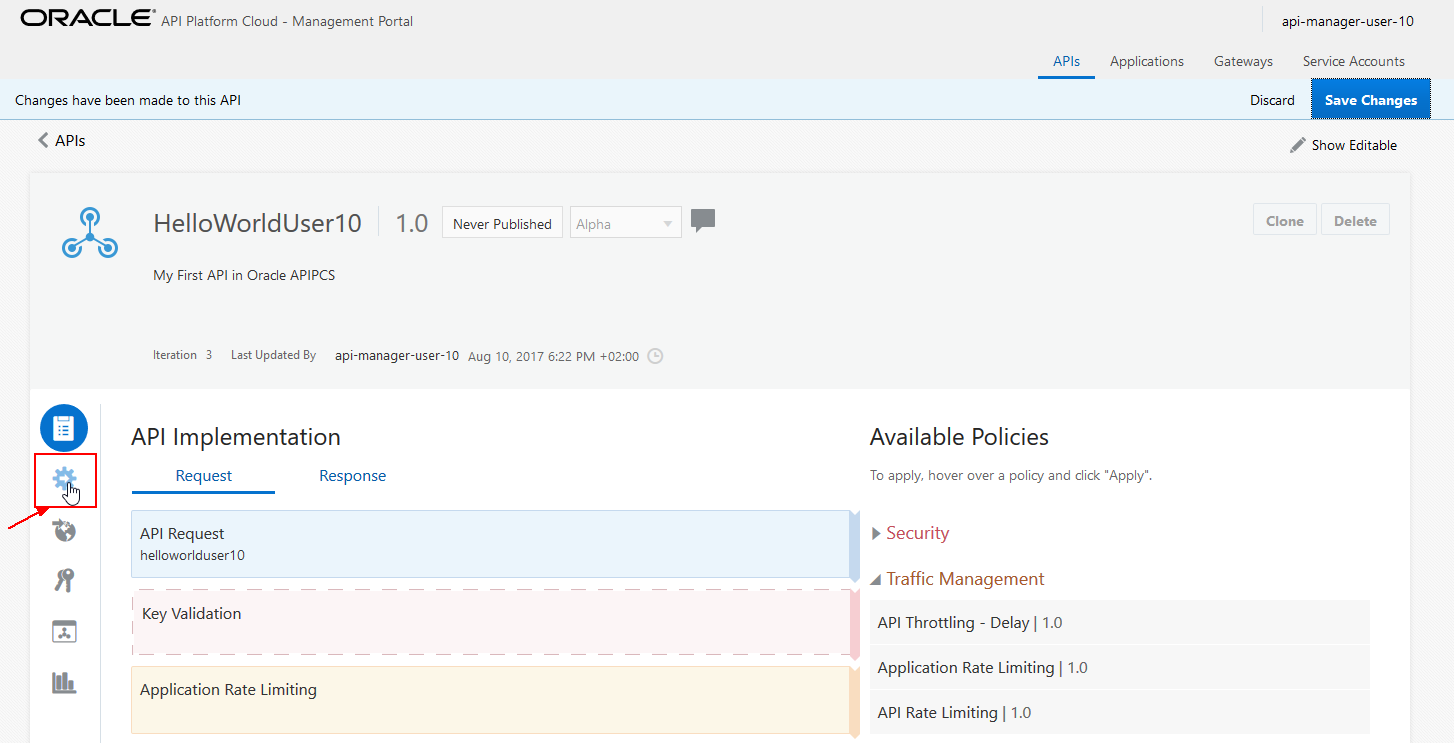 ORACLE® API Platform Cloud - Management Portal
api-manager-user-10
APIs Applications Gateways Service Accounts
Changes have been made to this API
Discard Save Changes
APIs
Show Editable
HelloWorldUser10 1.0 Never Published Alpha
Clone Delete
My First API in Oracle APIPCS
Iteration 3 Last Updated By api-manager-user-10 Aug 10, 2017 6:22 PM +02:00
API Implementation
Request Response
API Request
helloworlduser10
Key Validation
Application Rate Limiting
Available Policies
To apply, hover over a policy and click "Apply".
Security
Traffic Management
API Throttling - Delay | 1.0
Application Rate Limiting | 1.0
API Rate Limiting | 1.0